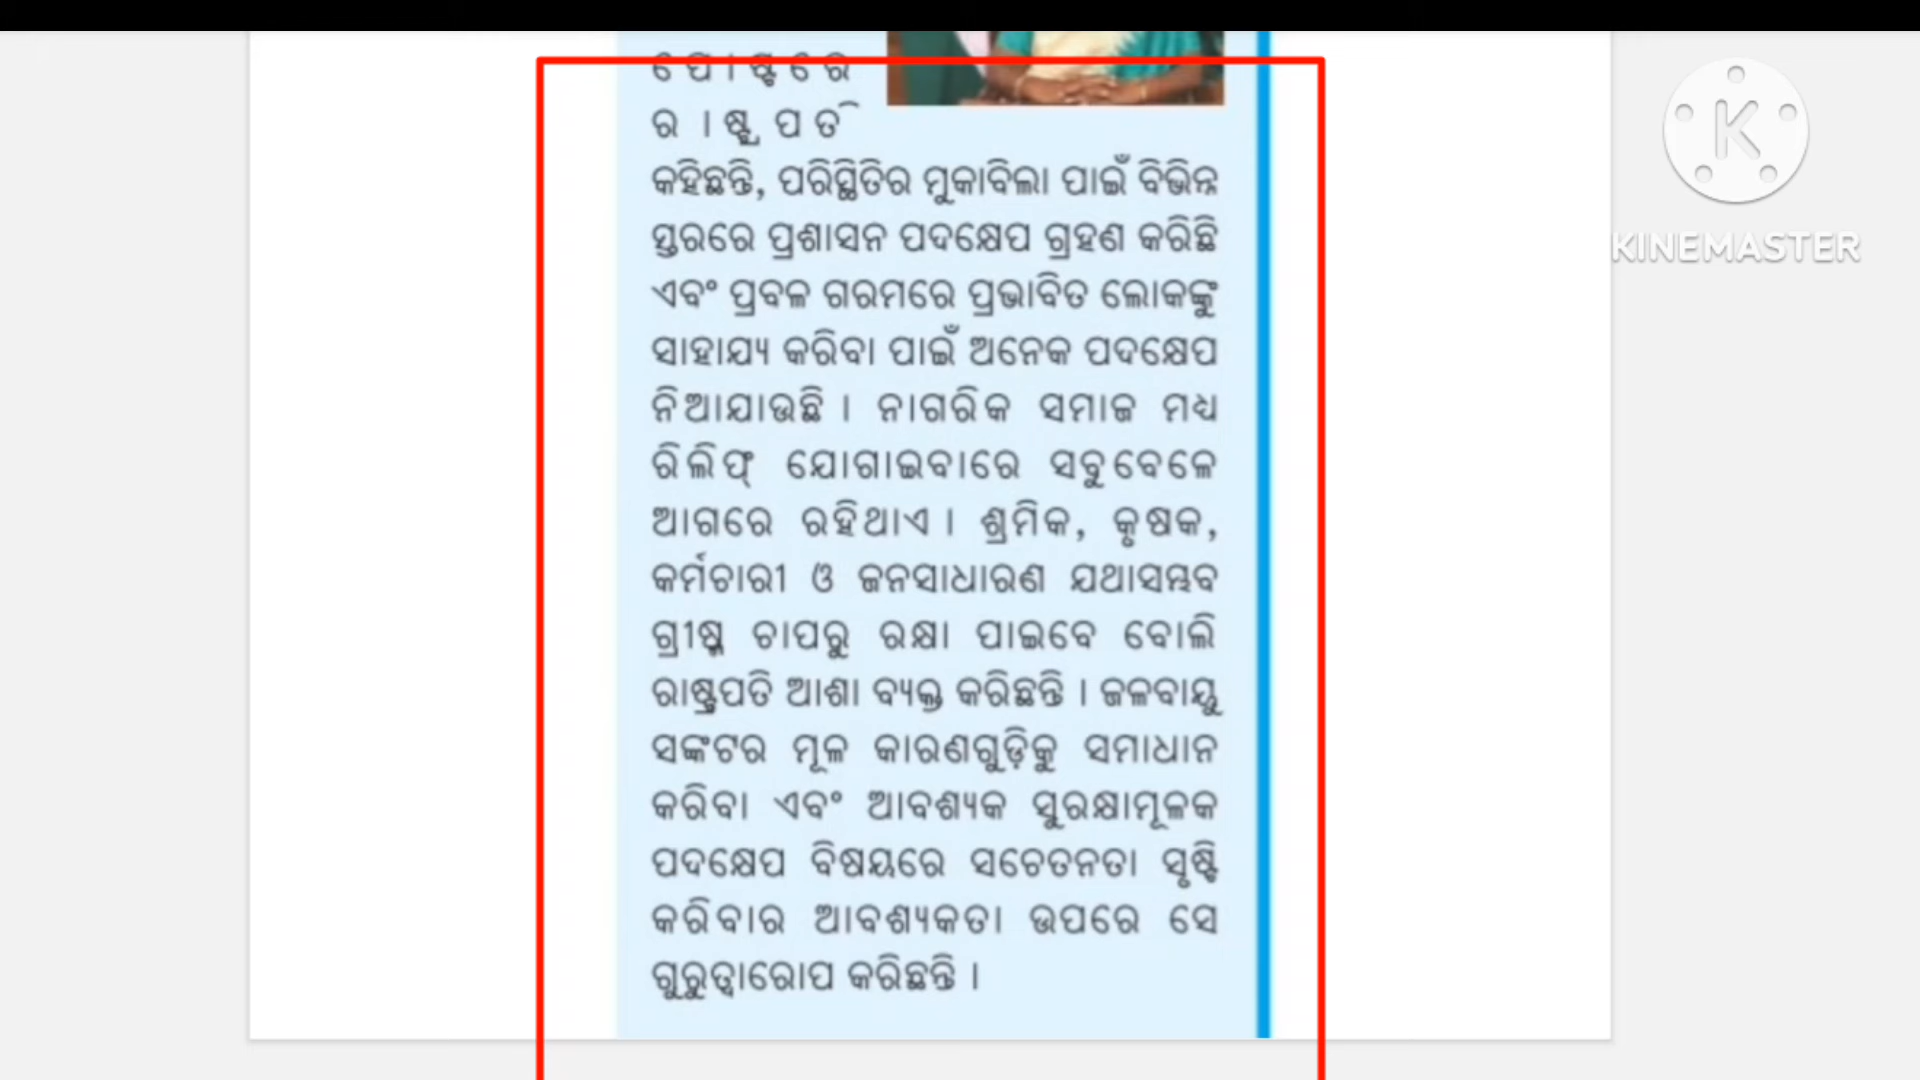 ପୋଷ୍ଟରେ
ରାଷ୍ଟ୍ରପତି
କହିଛନ୍ତି, ପରିସ୍ଥିତିର ମୁକାବିଲା ପାଇଁ ବିଭିନ୍ନ
ସ୍ତରରେ ପ୍ରଶାସନ ପଦକ୍ଷେପ ଗ୍ରହଣ କରିଛି
ଏବଂ ପ୍ରବଳ ଗରମରେ ପ୍ରଭାବିତ ଲୋକଙ୍କୁ
ସାହାଯ୍ୟ କରିବା ପାଇଁ ଅନେକ ପଦକ୍ଷେପ
ନିଆଯାଉଛି । ନାଗରିକ ସମାଜ ମଧ୍ୟ
ରିଲିଫ୍ ଯୋଗାଇବାରେ ସବୁବେଳେ
ଆଗରେ ରହିଥାଏ । ଶ୍ରମିକ, କୃଷକ,
କର୍ମଚାରୀ ଓ ଜନସାଧାରଣ ଯଥାସମ୍ଭବ
ଗ୍ରୀଷ୍ମ ଚାପରୁ ରକ୍ଷା ପାଇବେ ବୋଲି
ରାଷ୍ଟ୍ରପତି ଆଶା ବ୍ୟକ୍ତ କରିଛନ୍ତି । ଜଳବାୟୁ
ସଙ୍କଟର ମୂଳ କାରଣଗୁଡ଼ିକୁ ସମାଧାନ
କରିବା ଏବଂ ଆବଶ୍ୟକ ସୁରକ୍ଷାମୂଳକ
ପଦକ୍ଷେପ ବିଷୟରେ ସଚେତନତା ସୃଷ୍ଟି
କରିବାର ଆବଶ୍ୟକତା ଉପରେ ସେ
ଗୁରୁତ୍ୱାରୋପ କରିଛନ୍ତି ।
K
KINEMASTER